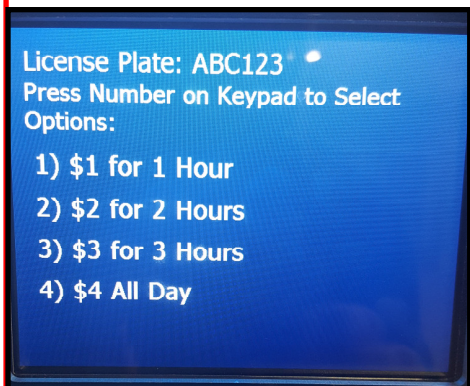 License Plate: ABC123
Press Number on Keypad to Select
Options:
1) $1 for 1 Hour
2) $2 for 2 Hours
3) $3 for 3 Hours
4) $4 All Day